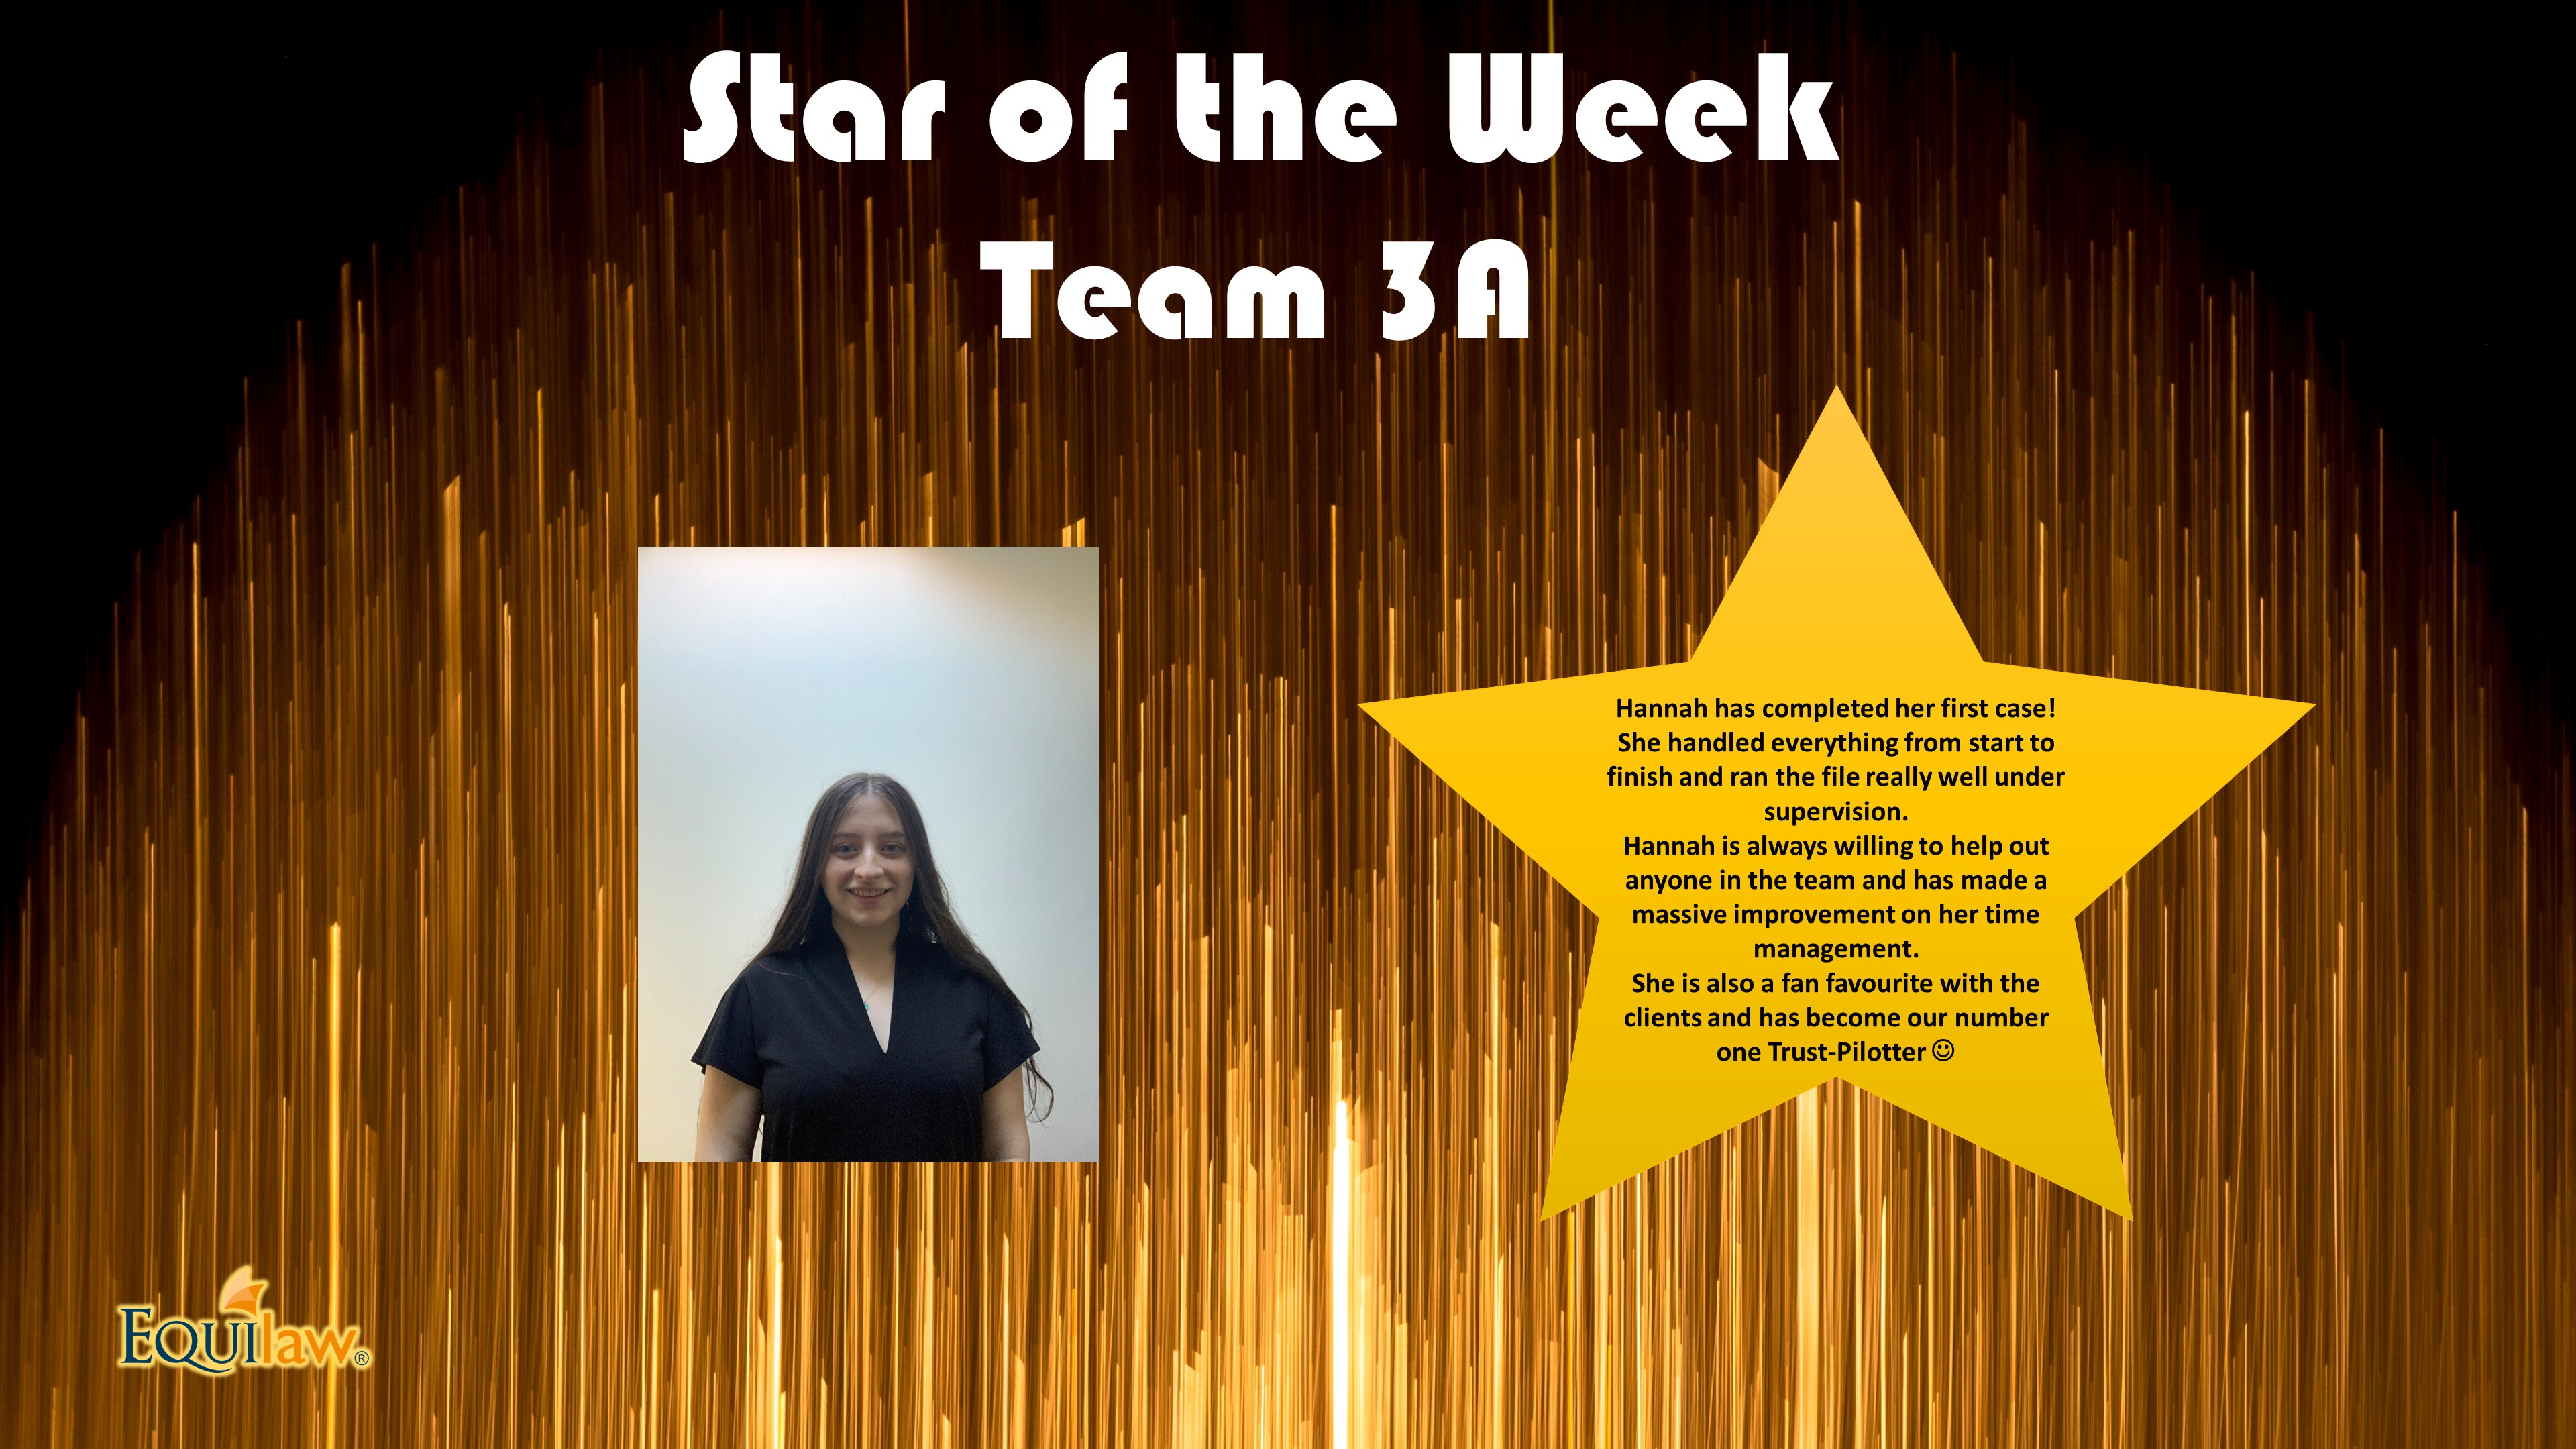 Star of the Week
Team 3A
Hannah has completed her first case!
She handled everything from start to
finish and ran the file really well under
supervision.
Hannah is always willing to help out
anyone in the team and has made a
massive improvement on her time
management.
She is also a fan favourite with the
clients and has become our number
one Trust-Pilotter ☺
EQUIlaw®